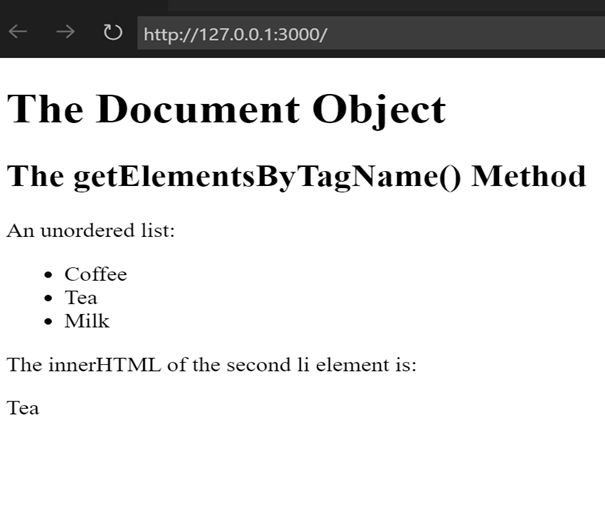 http://127.0.0.1:3000/
The Document Object
The getElementsByTagName() Method
An unordered list:
• Coffee
• Tea
• Milk
The innerHTML of the second li element is:
Tea